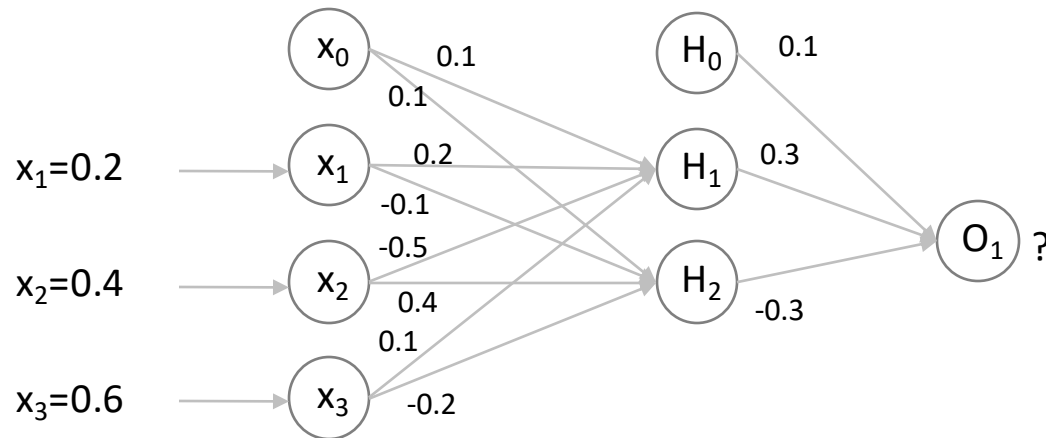 x₀
0.1
0.1
H₀
0.1
x₁=0.2
x₁
0.2
-0.1
H₁
0.3
O₁
?
x₂=0.4
x₂
-0.5
0.4
H₂
-0.3
x₃=0.6
x₃
0.1
-0.2